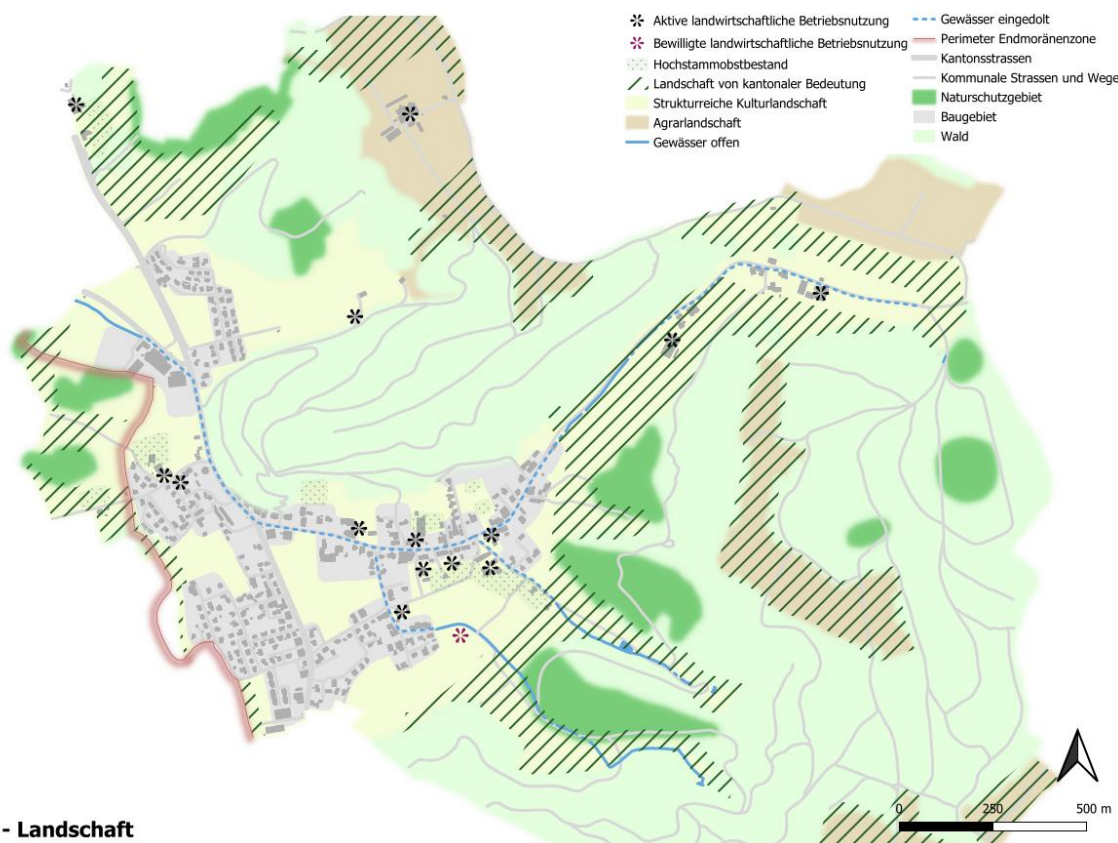 Aktive landwirtschaftliche Betriebsnutzung
Bewilligte landwirtschaftliche Betriebsnutzung
Hochstammobstbestand
Landschaft von kantonaler Bedeutung
Strukturreiche Kulturlandschaft
Agrarlandschaft
Gewässer offen
Gewässer eingedolt
Perimeter Endmoränenzone
Kantonsstrassen
Kommunale Strassen und Wege
Naturschutzgebiet
Baugebiet
Wald
0 250 500 m
- Landschaft